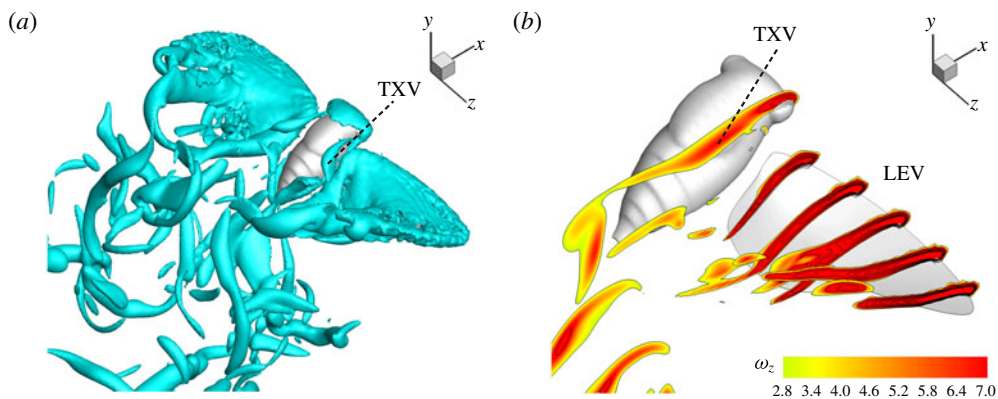 (a)
y
x
z
TXV
(b)
TXV
y
x
z
LEV
ω_z
2.8 3.4 4.0 4.6 5.2 5.8 6.4 7.0